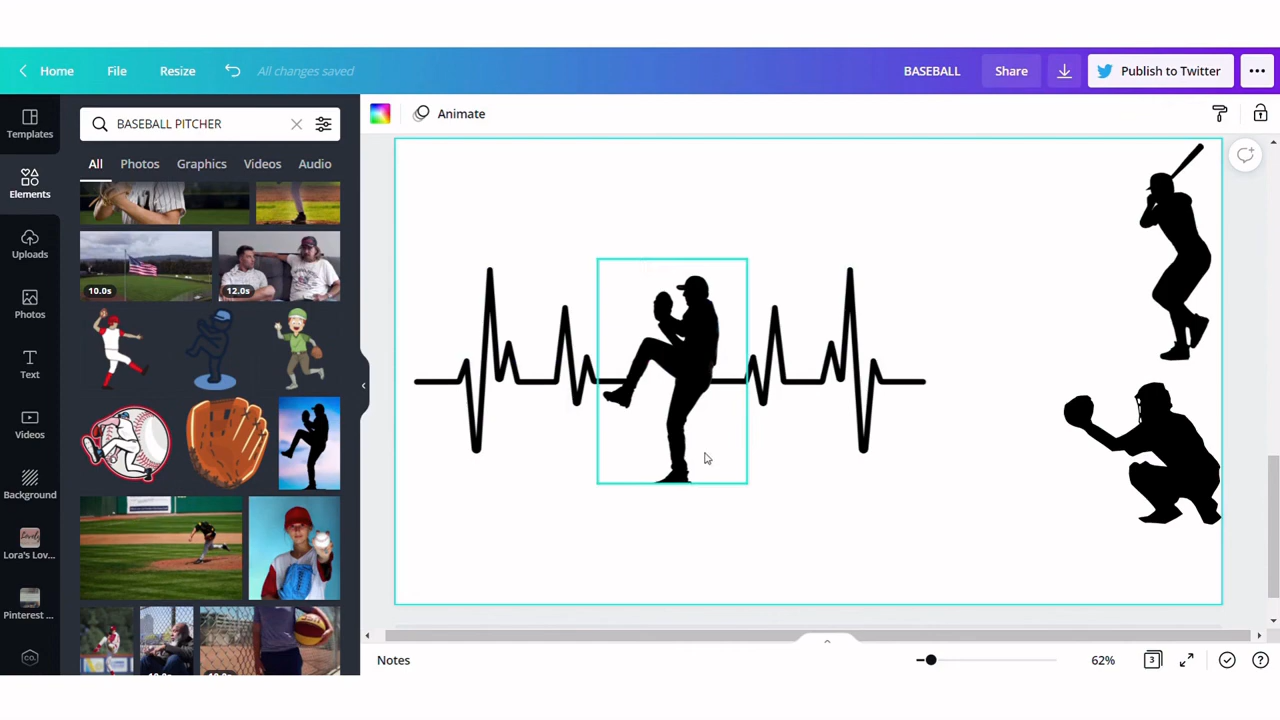 Home
File
Resize
All changes saved
BASEBALL
Share
Publish to Twitter
Templates
Elements
Uploads
Photos
Text
Videos
Background
Lora's Lov...
Pinterest ...
co.
BASEBALL PITCHER
All
Photos
Graphics
Videos
Audio
10.0s
12.0s
Animate
Notes
62%
3